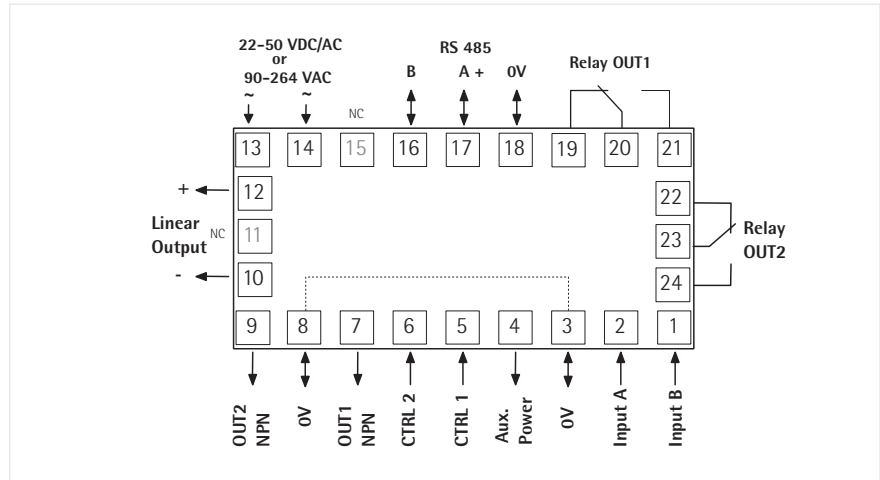 22-50 VDC/AC
or
90-264 VAC
~ ~
RS 485
B A + 0V
Relay OUT1
NC
13 14 15 16 17 18 19 20 21
+ 12
Linear
Output
NC 11
- 10
22
23
24
Relay
OUT2
9 8 7 6 5 4 3 2 1
OUT2
NPN
0V
OUT1
NPN
CTRL 2
CTRL 1
Aux.
Power
0V
Input A
Input B